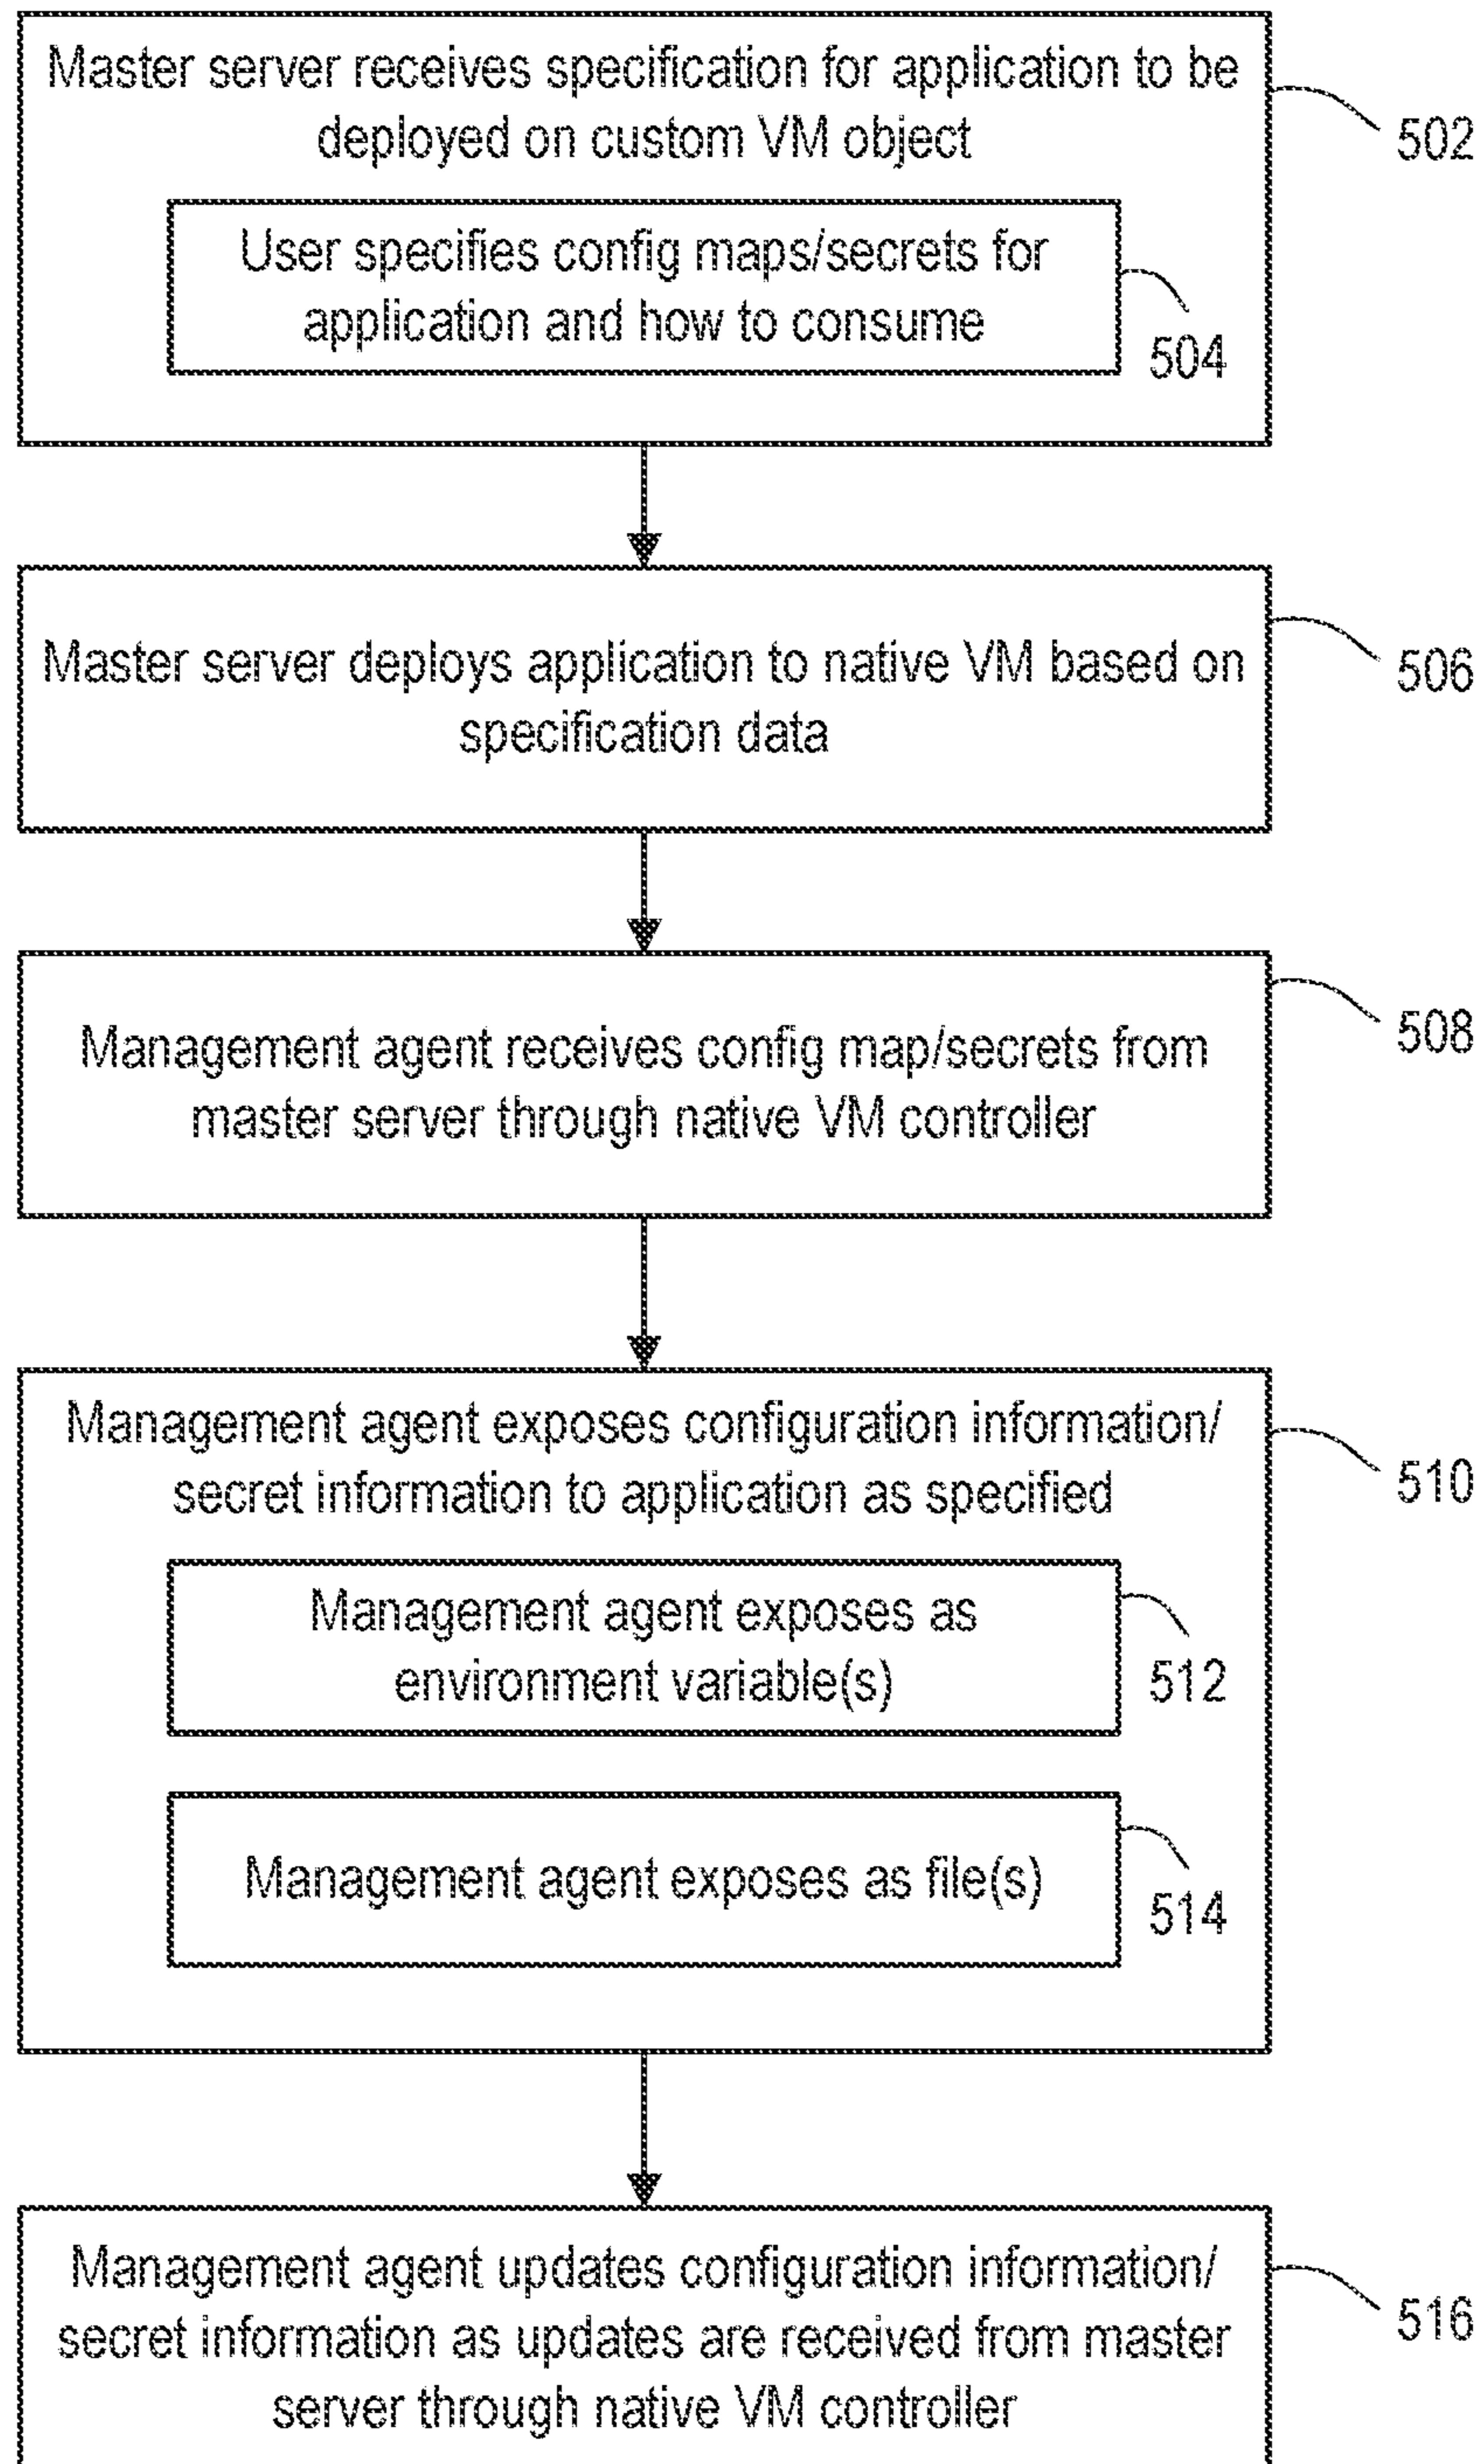 Master server receives specification for application to be
deployed on custom VM object
502
User specifies config maps/secrets for
application and how to consume
504
Master server deploys application to native VM based on
specification data
506
Management agent receives config map/secrets from
master server through native VM controller
508
Management agent exposes configuration information/
secret information to application as specified
510
Management agent exposes as
environment variable(s)
512
Management agent exposes as file(s)
514
Management agent updates configuration information/
secret information as updates are received from master
server through native VM controller
516